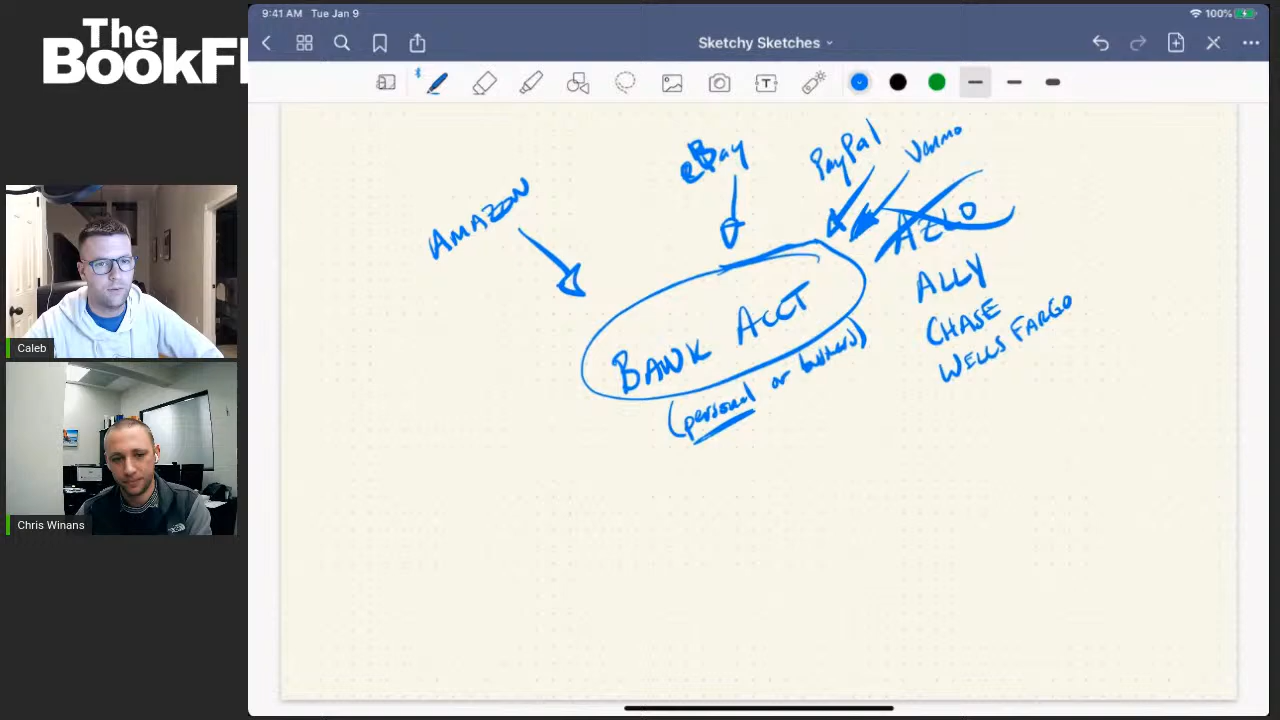 The
BookFl
9:41 AM Tue Jan 9
100%
Sketchy Sketches
T
eBay
PayPal
Venmo
AMAZON
AZLO
ALLY
BANK ACCT
CHASE
WELLS FARGO
(personal or business)
Caleb
Chris Winans